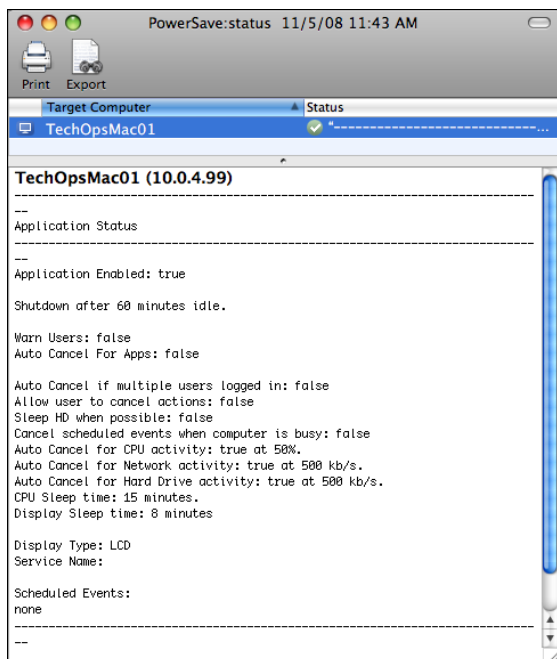 PowerSave:status 11/5/08 11:43 AM
Print Export
Target Computer Status
TechOpsMac01 "----------------------------...
TechOpsMac01 (10.0.4.99)
--------------------------------------------------------------------------------
--
Application Status
--------------------------------------------------------------------------------
--
Application Enabled: true
Shutdown after 60 minutes idle.
Warn Users: false
Auto Cancel For Apps: false
Auto Cancel if multiple users logged in: false
Allow user to cancel actions: false
Sleep HD when possible: false
Cancel scheduled events when computer is busy: false
Auto Cancel for CPU activity: true at 50%.
Auto Cancel for Network activity: true at 500 kb/s.
Auto Cancel for Hard Drive activity: true at 500 kb/s.
CPU Sleep time: 15 minutes.
Display Sleep time: 8 minutes
Display Type: LCD
Service Name:
Scheduled Events:
none
--------------------------------------------------------------------------------
--